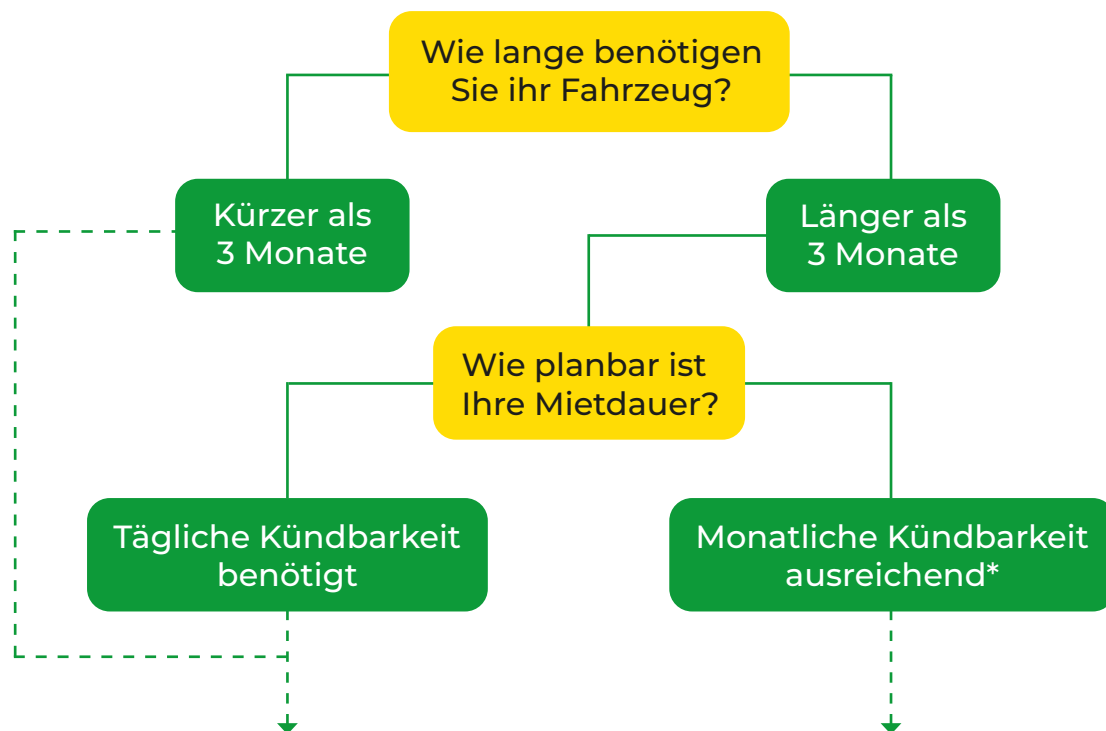 Wie lange benötigen
Sie ihr Fahrzeug?
Kürzer als
3 Monate
Länger als
3 Monate
Wie planbar ist
Ihre Mietdauer?
Tägliche Kündbarkeit
benötigt
Monatliche Kündbarkeit
ausreichend*